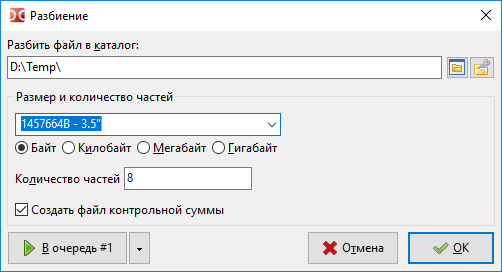 Разбиение
Разбить файл в каталог:
D:\Temp\
Размер и количество частей
1457664B - 3.5"
Байт Килобайт Мегабайт Гигабайт
Количество частей 8
Создать файл контрольной суммы
В очередь #1 Отмена OK